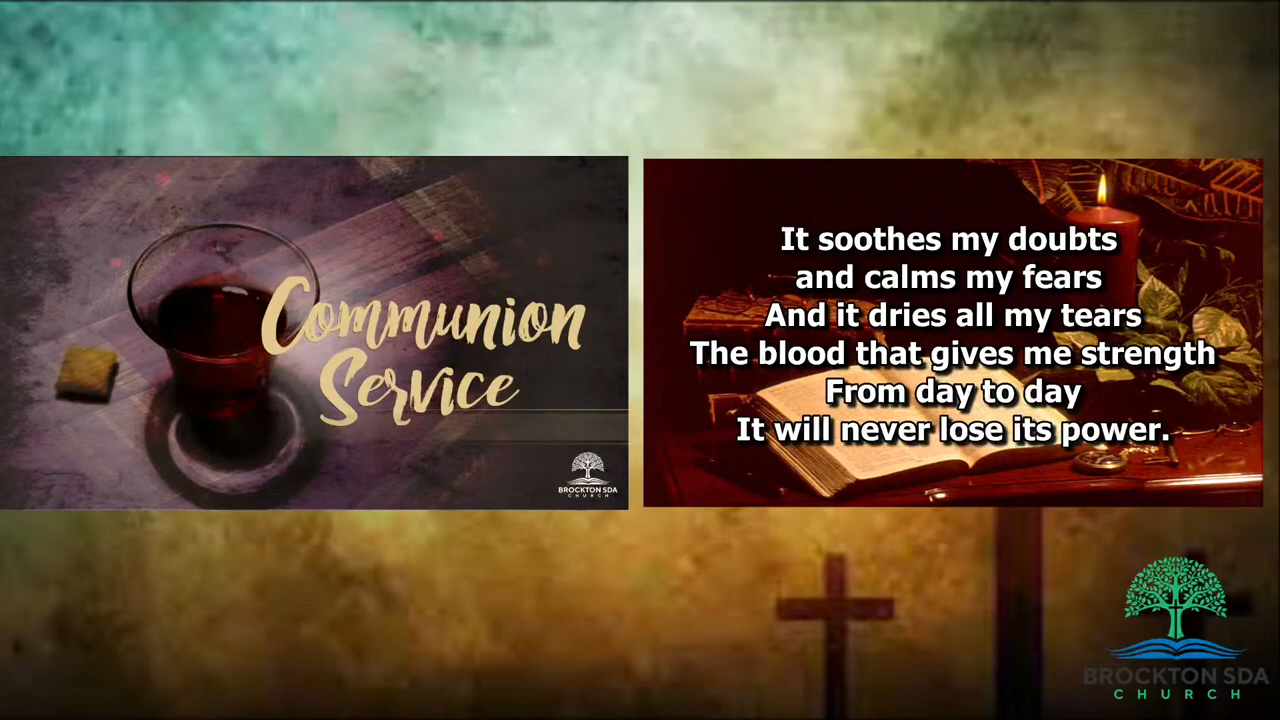 Communion
Service
BROCKTON SDA
CHURCH
It soothes my doubts
and calms my fears
And it dries all my tears
The blood that gives me strength
From day to day
It will never lose its power.
BROCKTON SDA
CHURCH